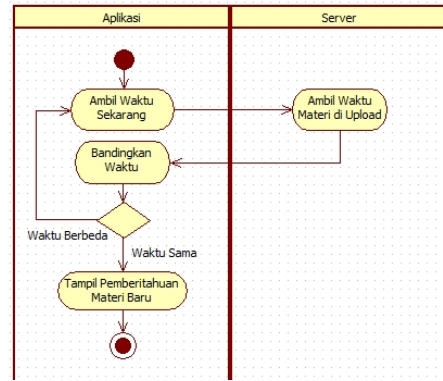 Aplikasi
Server
Ambil Waktu
Sekarang
Ambil Waktu
Materi di Upload
Bandingkan
Waktu
Waktu Berbeda
Waktu Sama
Tampil Pemberitahuan
Materi Baru